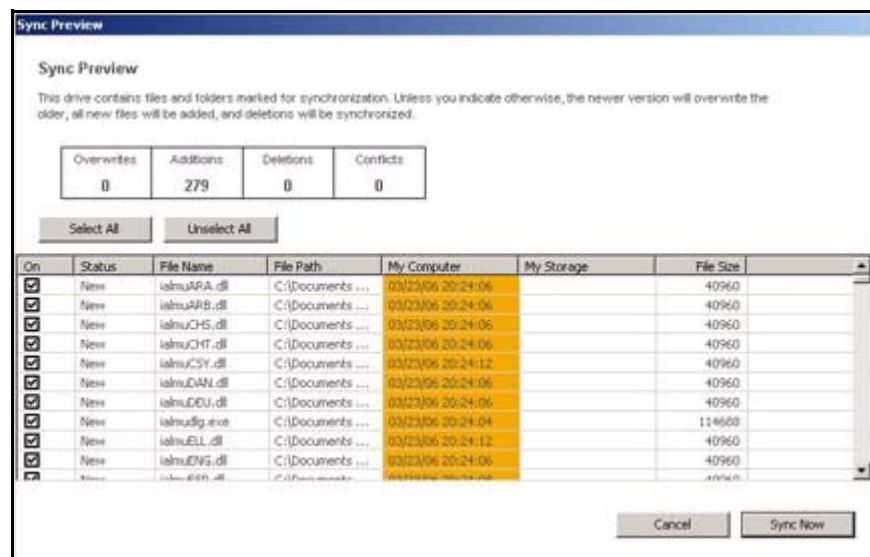 Sync Preview
Sync Preview
This drive contains files and folders marked for synchronization. Unless you indicate otherwise, the newer version will overwrite the
older, all new files will be added, and deletions will be synchronized.
Overwrites Additioins Deletions Conflicts
0 279 0 0
Select All Unselect All
On Status File Name File Path My Computer My Storage File Size
New ialmuARA.dll C:\Documents ... 03/23/06 20:24:06 40960
New ialmuARB.dll C:\Documents ... 03/23/06 20:24:06 40960
New ialmuCHS.dll C:\Documents ... 03/23/06 20:24:06 40960
New ialmuCHT.dll C:\Documents ... 03/23/06 20:24:06 40960
New ialmuCSY.dll C:\Documents ... 03/23/06 20:24:12 40960
New ialmuDAN.dll C:\Documents ... 03/23/06 20:24:06 40960
New ialmuDEU.dll C:\Documents ... 03/23/06 20:24:06 40960
New ialmudlg.exe C:\Documents ... 03/23/06 20:24:04 114688
New ialmuELL.dll C:\Documents ... 03/23/06 20:24:12 40960
New ialmuENG.dll C:\Documents ... 03/23/06 20:24:06 40960
Cancel Sync Now